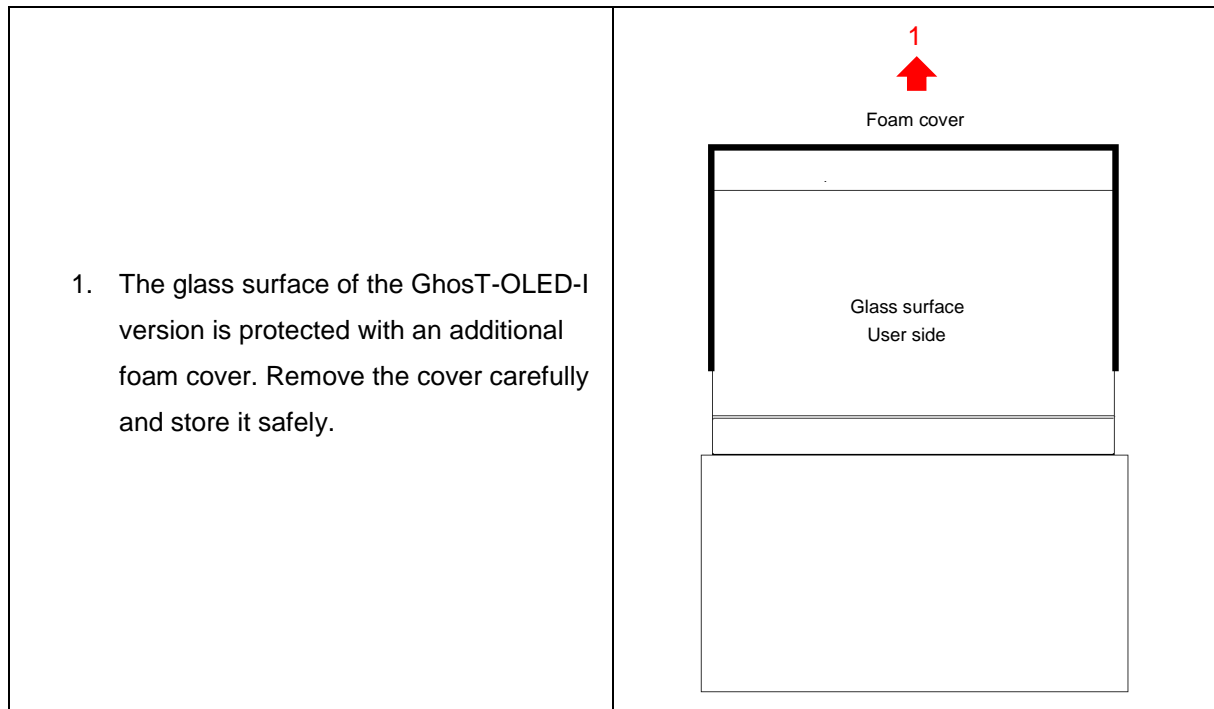 1. The glass surface of the GhosT-OLED-I
version is protected with an additional
foam cover. Remove the cover carefully
and store it safely.
1
Foam cover
Glass surface
User side